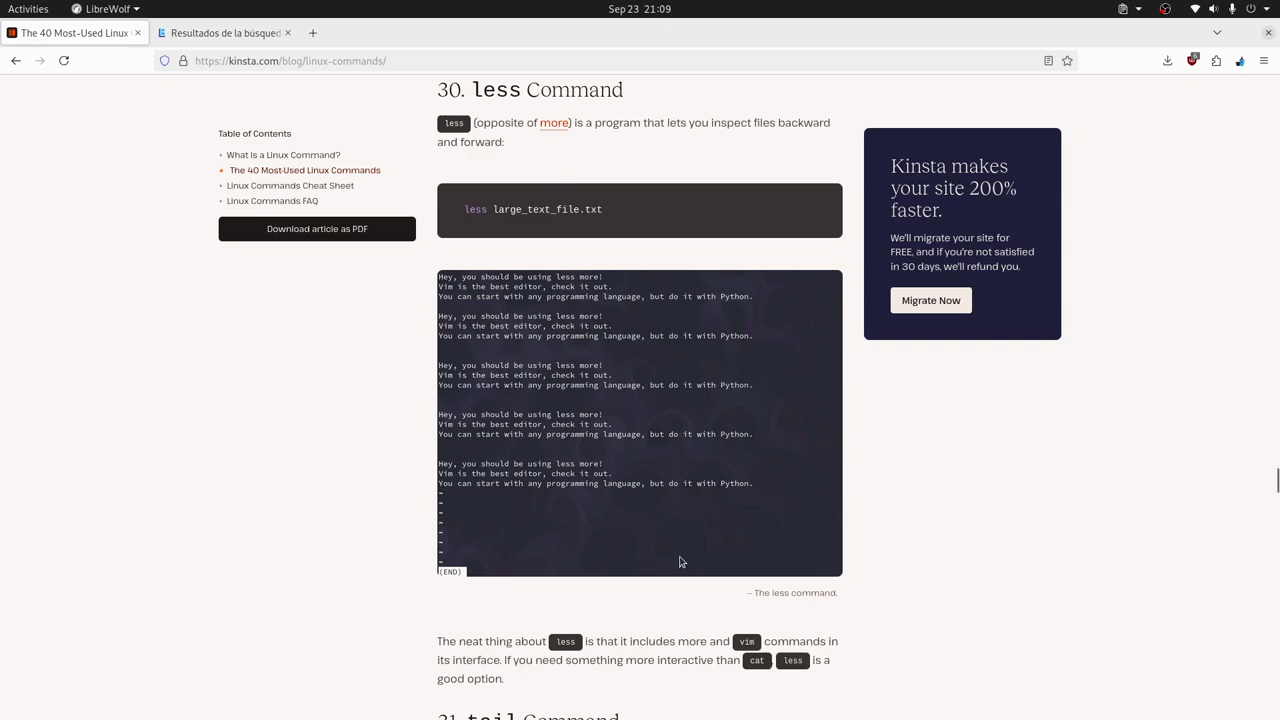 Activities
LibreWolf
Sep 23 21:09
The 40 Most-Used Linux C
Resultados de la búsqued
https://kinsta.com/blog/linux-commands/
6
30. less Command
less (opposite of more) is a program that lets you inspect files backward
and forward:
Table of Contents
What Is a Linux Command?
The 40 Most-Used Linux Commands
Linux Commands Cheat Sheet
Linux Commands FAQ
Download article as PDF
Kinsta makes
your site 200%
faster.
We'll migrate your site for
FREE, and if you're not satisfied
in 30 days, we'll refund you.
Migrate Now
less large_text_file.txt
Hey, you should be using less more!
Vim is the best editor, check it out.
You can start with any programming language, but do it with Python.
Hey, you should be using less more!
Vim is the best editor, check it out.
You can start with any programming language, but do it with Python.
Hey, you should be using less more!
Vim is the best editor, check it out.
You can start with any programming language, but do it with Python.
Hey, you should be using less more!
Vim is the best editor, check it out.
You can start with any programming language, but do it with Python.
Hey, you should be using less more!
Vim is the best editor, check it out.
You can start with any programming language, but do it with Python.
~
~
~
~
~
~
~
~
(END)
– The less command.
The neat thing about less is that it includes more and vim commands in
its interface. If you need something more interactive than cat, less is a
good option.
31. tail Command